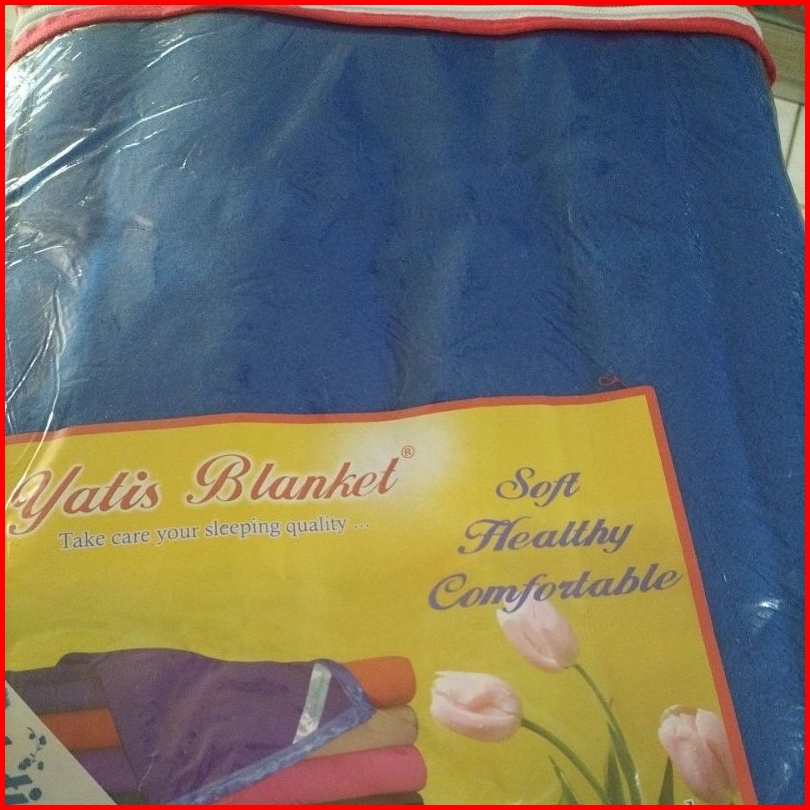 Yatis Blanket®
Take care your sleeping quality ...
Soft
Healthy
Comfortable